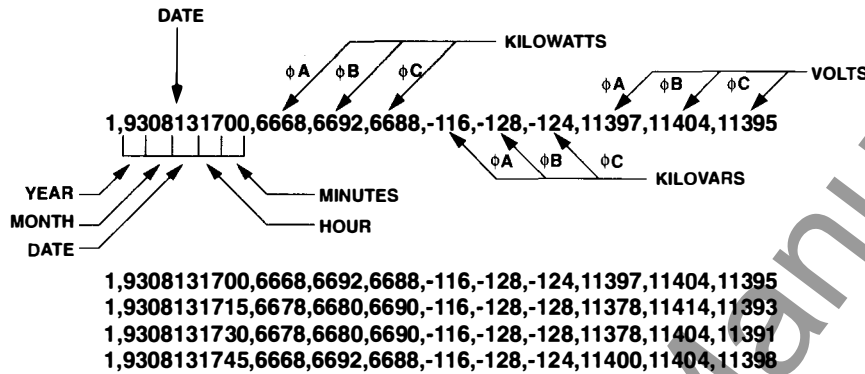 DATE
KILOWATTS
ϕA ϕB ϕC
VOLTS
ϕA ϕB ϕC
1,9308131700,6668,6692,6688,-116,-128,-124,11397,11404,11395
ϕA ϕB ϕC
KILOVARS
YEAR
MINUTES
MONTH
HOUR
DATE
1,9308131700,6668,6692,6688,-116,-128,-124,11397,11404,11395
1,9308131715,6678,6680,6690,-116,-128,-128,11378,11414,11393
1,9308131730,6678,6680,6690,-116,-128,-128,11378,11404,11391
1,9308131745,6668,6692,6688,-116,-128,-124,11400,11404,11398
Manu